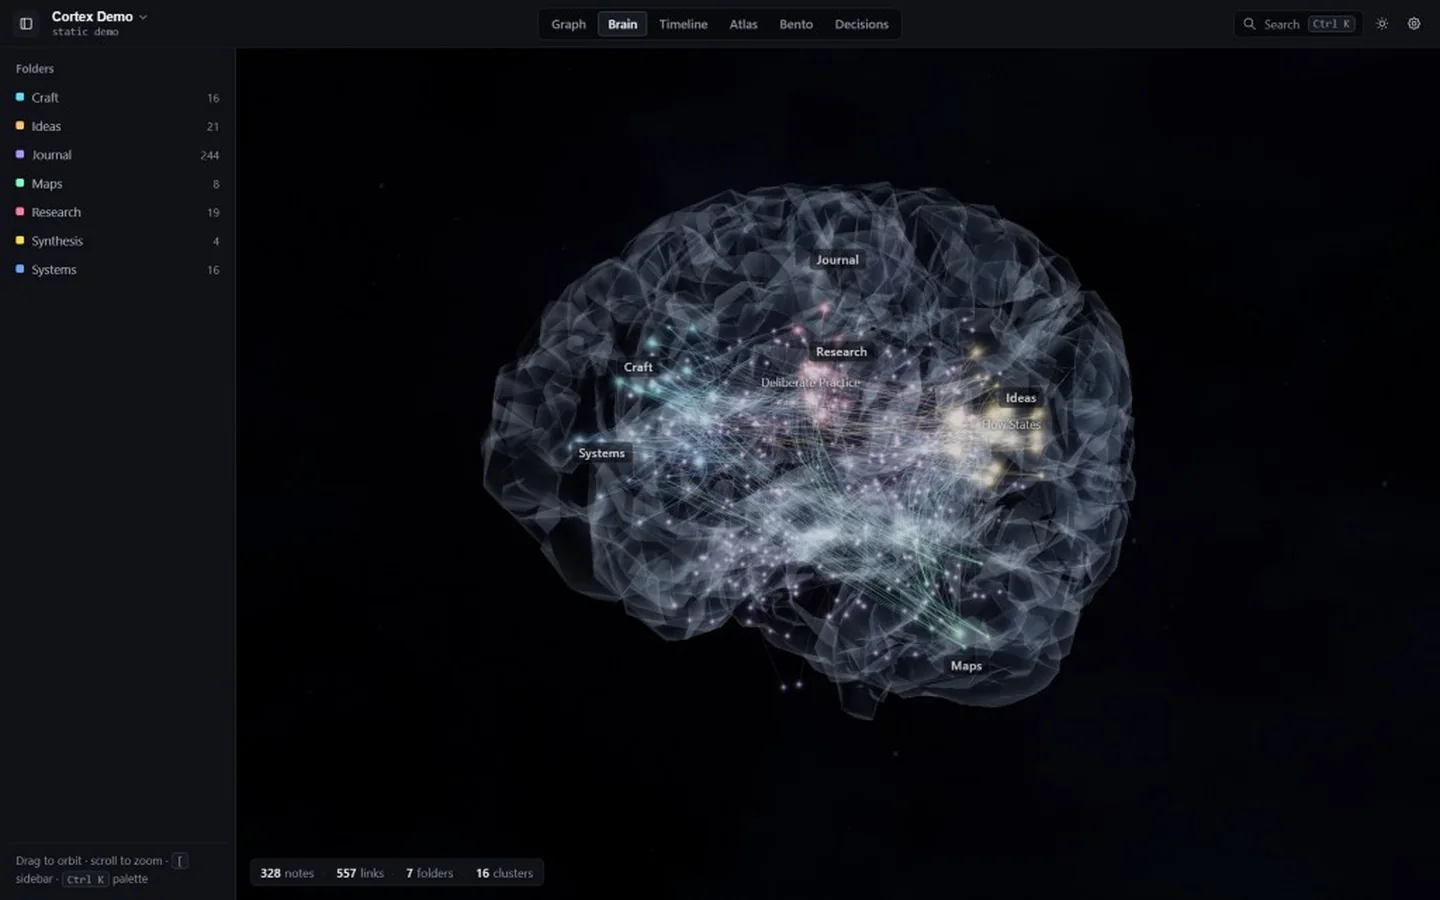 Cortex Demo
static demo
Graph Brain Timeline Atlas Bento Decisions
Search Ctrl K
Folders
Craft 16
Ideas 21
Journal 244
Maps 8
Research 19
Synthesis 4
Systems 16
Journal
Research
Craft
Deliberate Practice
Ideas
Flow States
Systems
Maps
Drag to orbit · scroll to zoom · [
sidebar · Ctrl K palette
328 notes · 557 links · 7 folders · 16 clusters